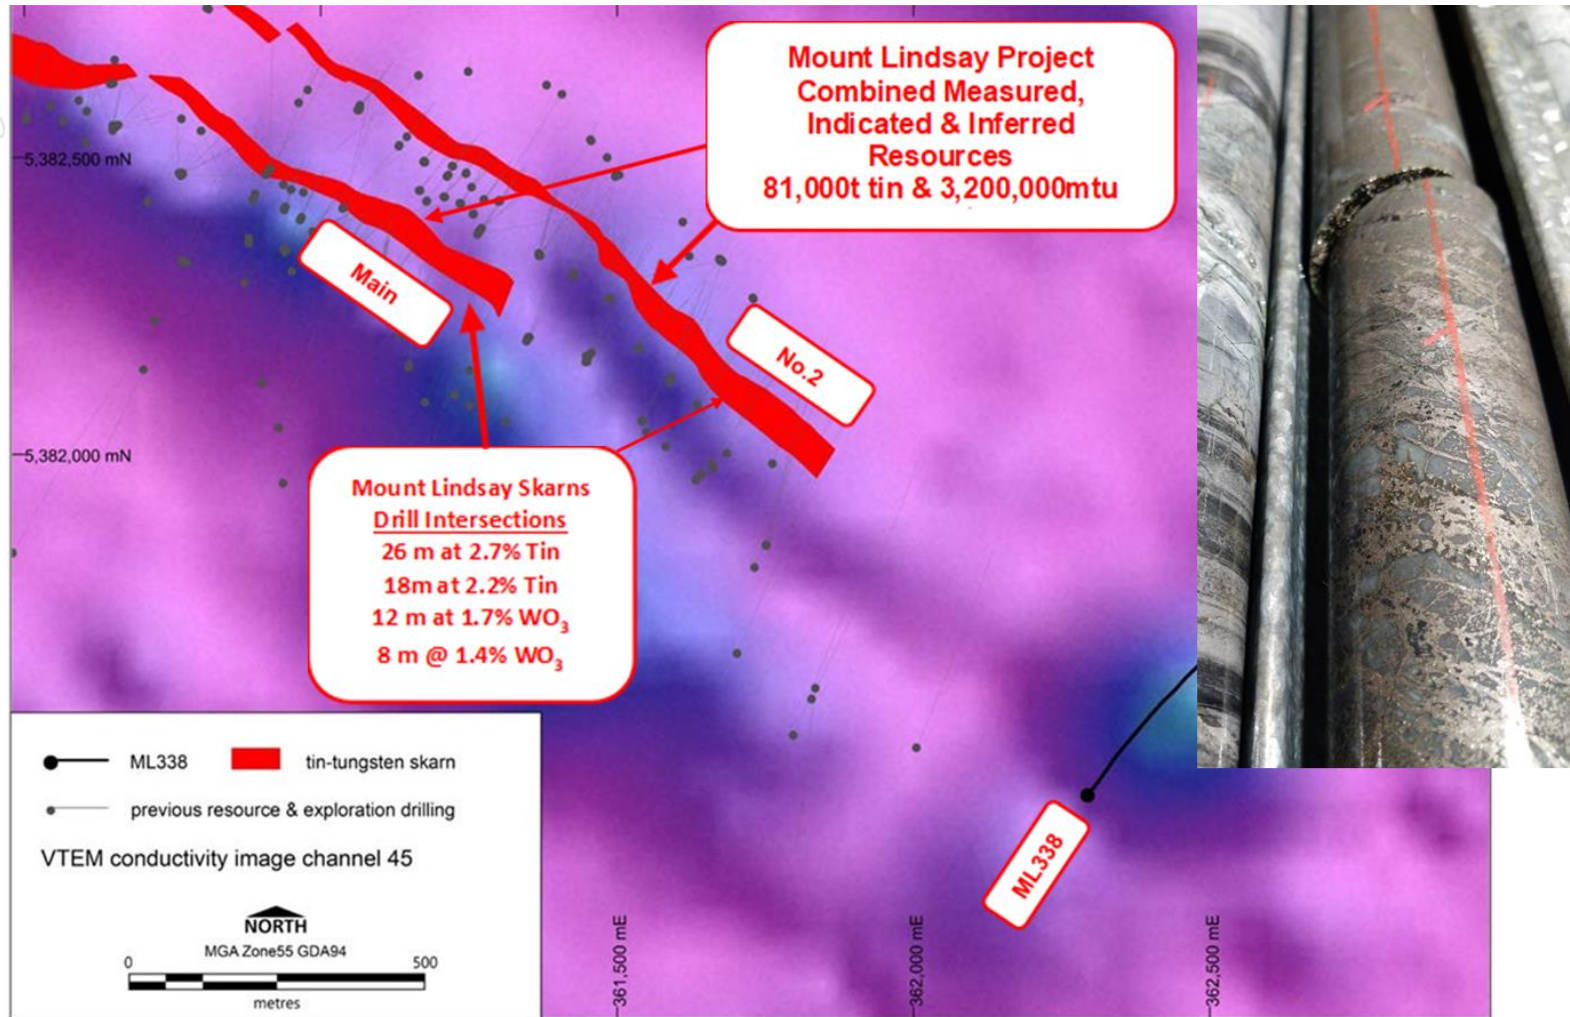 Mount Lindsay Project
Combined Measured,
Indicated & Inferred
Resources
81,000t tin & 3,200,000mtu
5,382,500 mN
Main
No.2
5,382,000 mN
Mount Lindsay Skarns
Drill Intersections
26 m at 2.7% Tin
18m at 2.2% Tin
12 m at 1.7% WO₃
8 m @ 1.4% WO₃
ML338
tin-tungsten skarn
previous resource & exploration drilling
VTEM conductivity image channel 45
NORTH
MGA Zone55 GDA94
0 500
metres
ML338
361,500 mE
362,000 mE
362,500 mE